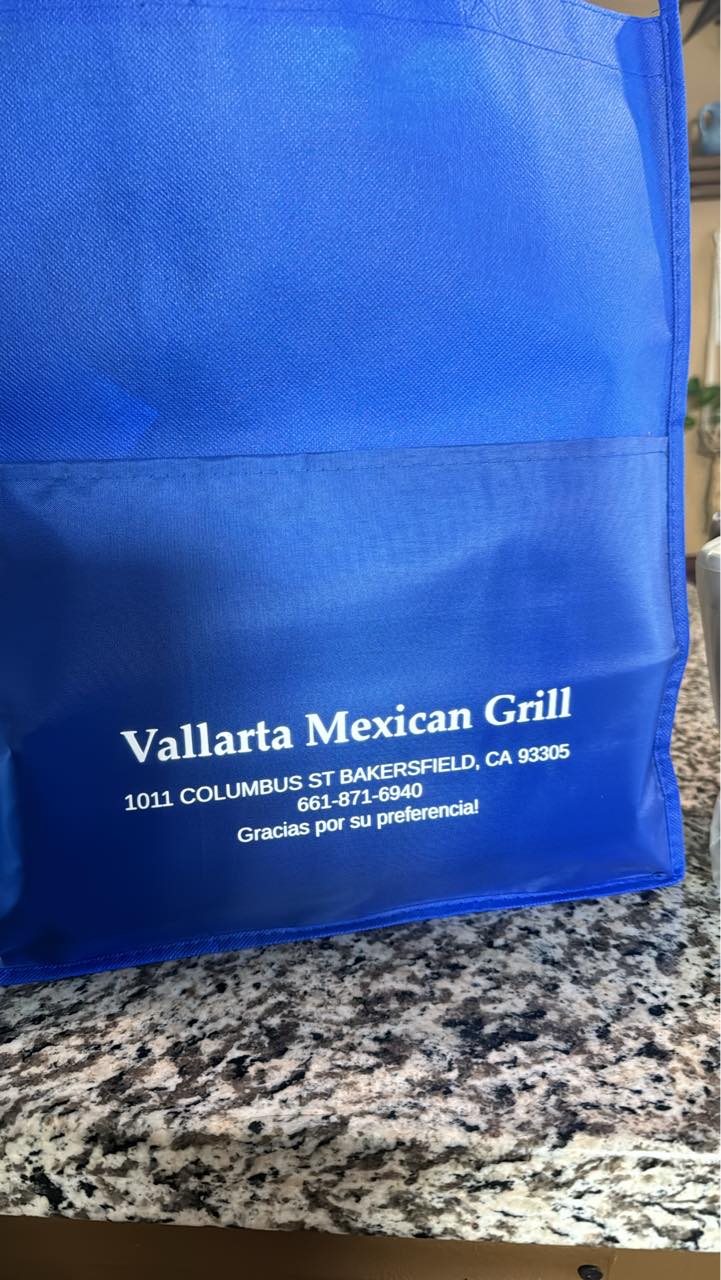 Vallarta Mexican Grill
1011 COLUMBUS ST BAKERSFIELD, CA 93305
661-871-6940
Gracias por su preferencia!